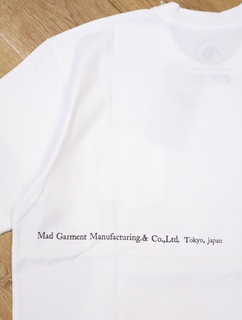 Mad Garment Manufacturing.& Co.,Ltd. Tokyo, japan